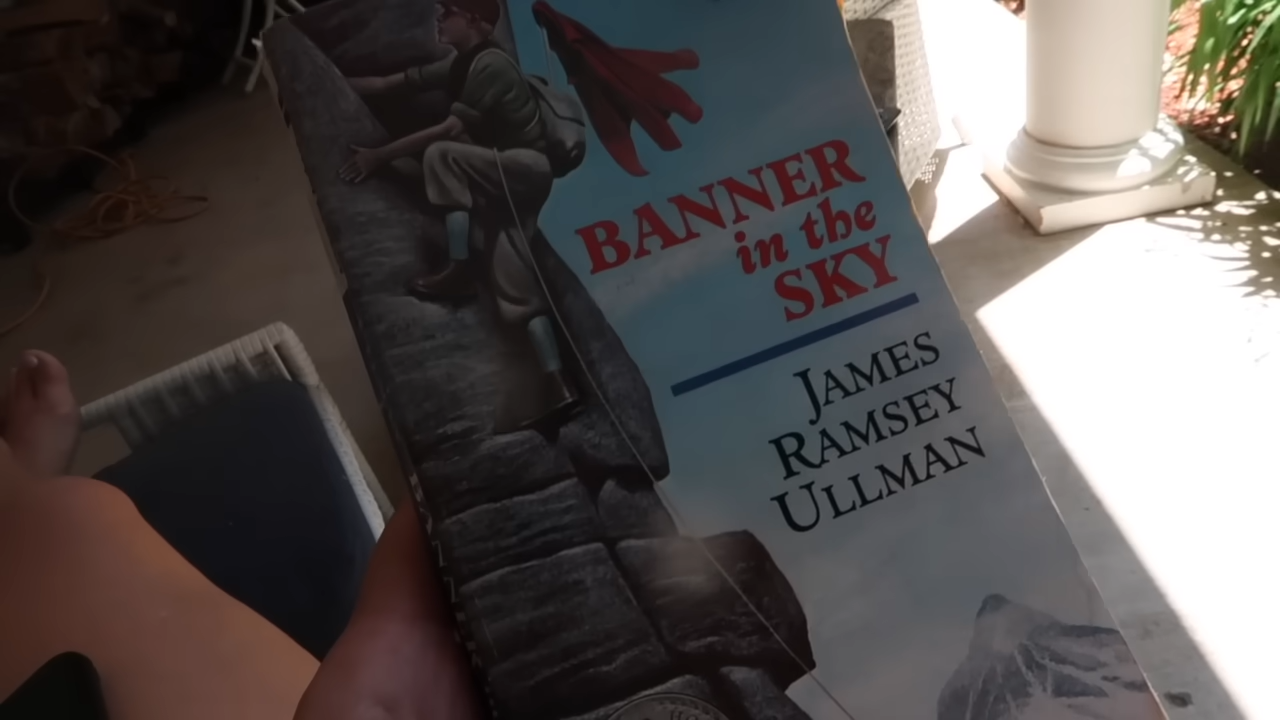 BANNER
in the
SKY
JAMES
RAMSEY
ULLMAN